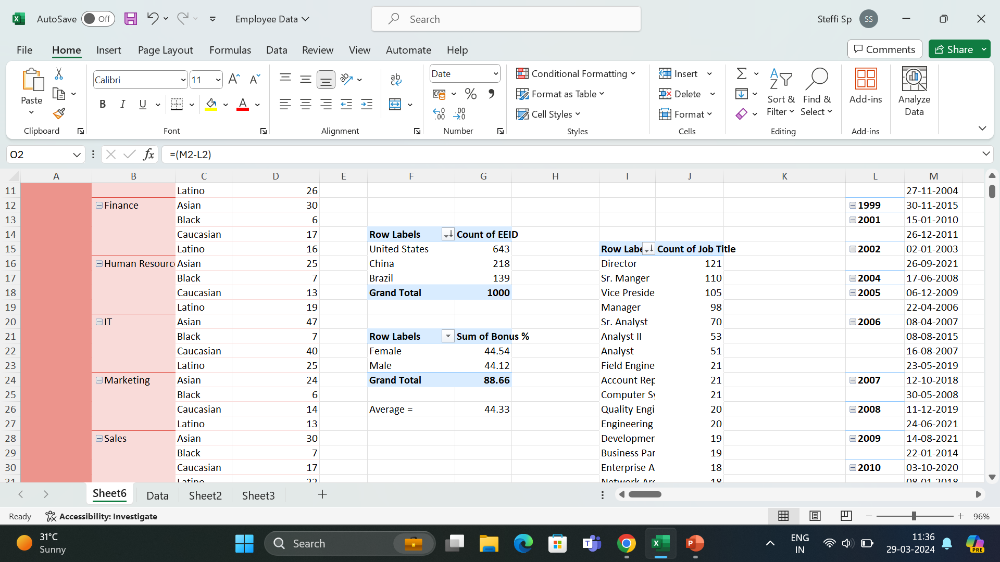 AutoSave Off Employee Data Search Steffi Sp SS
File Home Insert Page Layout Formulas Data Review View Automate Help Comments Share
Paste Calibri 11 Date Conditional Formatting Insert
Format as Table Delete Sort & Find & Add-ins Analyze
B I U Cell Styles Format Filter Select Data
Clipboard Font Alignment Number Styles Cells Editing Add-ins
O2 fx =(M2-L2)
A B C D E F G H I J K L M
11 Latino 26 27-11-2004
12 Finance Asian 30 1999 30-11-2015
13 Black 6 2001 15-01-2010
14 Caucasian 17 Row Labels Count of EEID 26-12-2011
15 Latino 16 United States 643 Row Labe Count of Job Title 2002 02-01-2003
16 Human Resourc Asian 25 China 218 Director 121 26-09-2021
17 Black 7 Brazil 139 Sr. Manger 110 2004 17-06-2008
18 Caucasian 13 Grand Total 1000 Vice Preside 105 2005 06-12-2009
19 Latino 19 Manager 98 22-04-2006
20 IT Asian 47 Sr. Analyst 70 2006 08-04-2007
21 Black 7 Row Labels Sum of Bonus % Analyst II 53 08-08-2015
22 Caucasian 40 Female 44.54 Analyst 51 16-08-2007
23 Latino 25 Male 44.12 Field Engine 21 23-05-2019
24 Marketing Asian 24 Grand Total 88.66 Account Rep 21 2007 12-10-2018
25 Black 6 Computer Sy 21 30-05-2008
26 Caucasian 14 Average = 44.33 Quality Engi 20 2008 11-12-2019
27 Latino 13 Engineering 20 24-06-2021
28 Sales Asian 30 Developmen 19 2009 14-08-2021
29 Black 7 Business Par 19 22-01-2014
30 Caucasian 17 Enterprise A 18 2010 03-10-2020
31 Latino 22 Network Arc 18 08-01-2018
Sheet6 Data Sheet2 Sheet3
Ready Accessibility: Investigate 96%
31°C
Sunny
Search
ENG
IN
11:36
29-03-2024
PRE